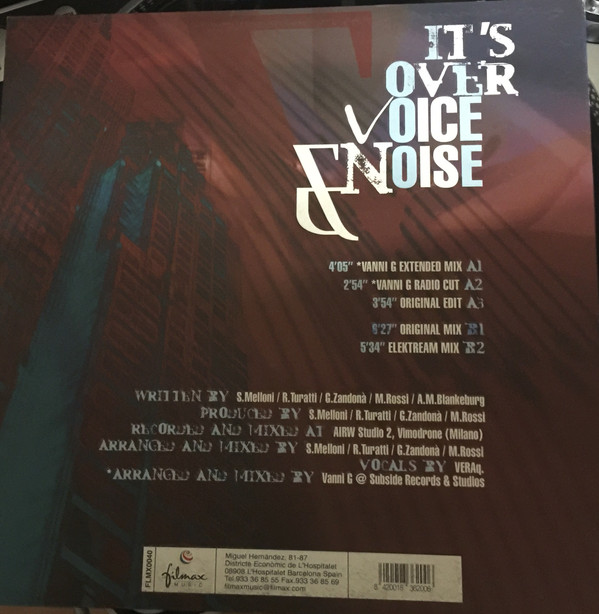 IT'S
OVER
VOICE
& NOISE
4'05" *VANNI G EXTENDED MIX A1
2'54" *VANNI G RADIO CUT A2
3'54" ORIGINAL EDIT A3
ORIGINAL MIX B1
5'34" ELEKTREAM MIX B2
WRITTEN BY S.Melloni / R.Turatti / G.Zandonà / M.Rossi / A.M.Blankeburg
PRODUCED BY S.Melloni / R.Turatti / G.Zandonà / M.Rossi
RECORDED AND MIXED AT AIRW Studio 2, Vimodrone (Milano)
ARRANGED AND MIXED BY S.Melloni / R.Turatti / G.Zandonà / M.Rossi
VOCALS BY VERAq.
*ARRANGED AND MIXED BY Vanni G @ Subside Records & Studios
FLMX0040
filmax
MUSIC
Miguel Hernández, 81-87
Districte Econòmic de L'Hospitalet
08908 L'Hospitalet Barcelona Spain
Tel.933 36 85 55 Fax.933 36 85 69
filmaxmusic@filmax.com
8 420018 362006